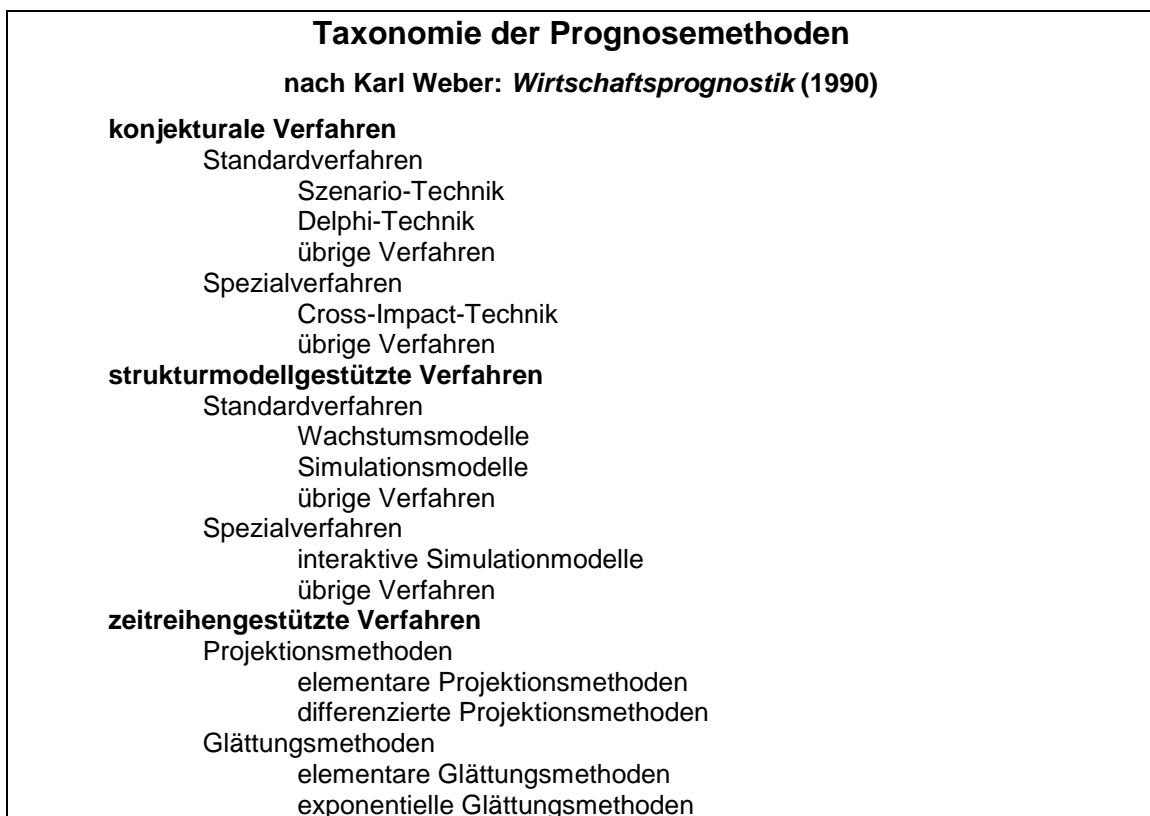 Taxonomie der Prognosemethoden
nach Karl Weber: Wirtschaftsprognostik (1990)
konjekturale Verfahren
Standardverfahren
Szenario-Technik
Delphi-Technik
übrige Verfahren
Spezialverfahren
Cross-Impact-Technik
übrige Verfahren
strukturmodellgestützte Verfahren
Standardverfahren
Wachstumsmodelle
Simulationsmodelle
übrige Verfahren
Spezialverfahren
interaktive Simulationmodelle
übrige Verfahren
zeitreihengestützte Verfahren
Projektionsmethoden
elementare Projektionsmethoden
differenzierte Projektionsmethoden
Glättungsmethoden
elementare Glättungsmethoden
exponentielle Glättungsmethoden